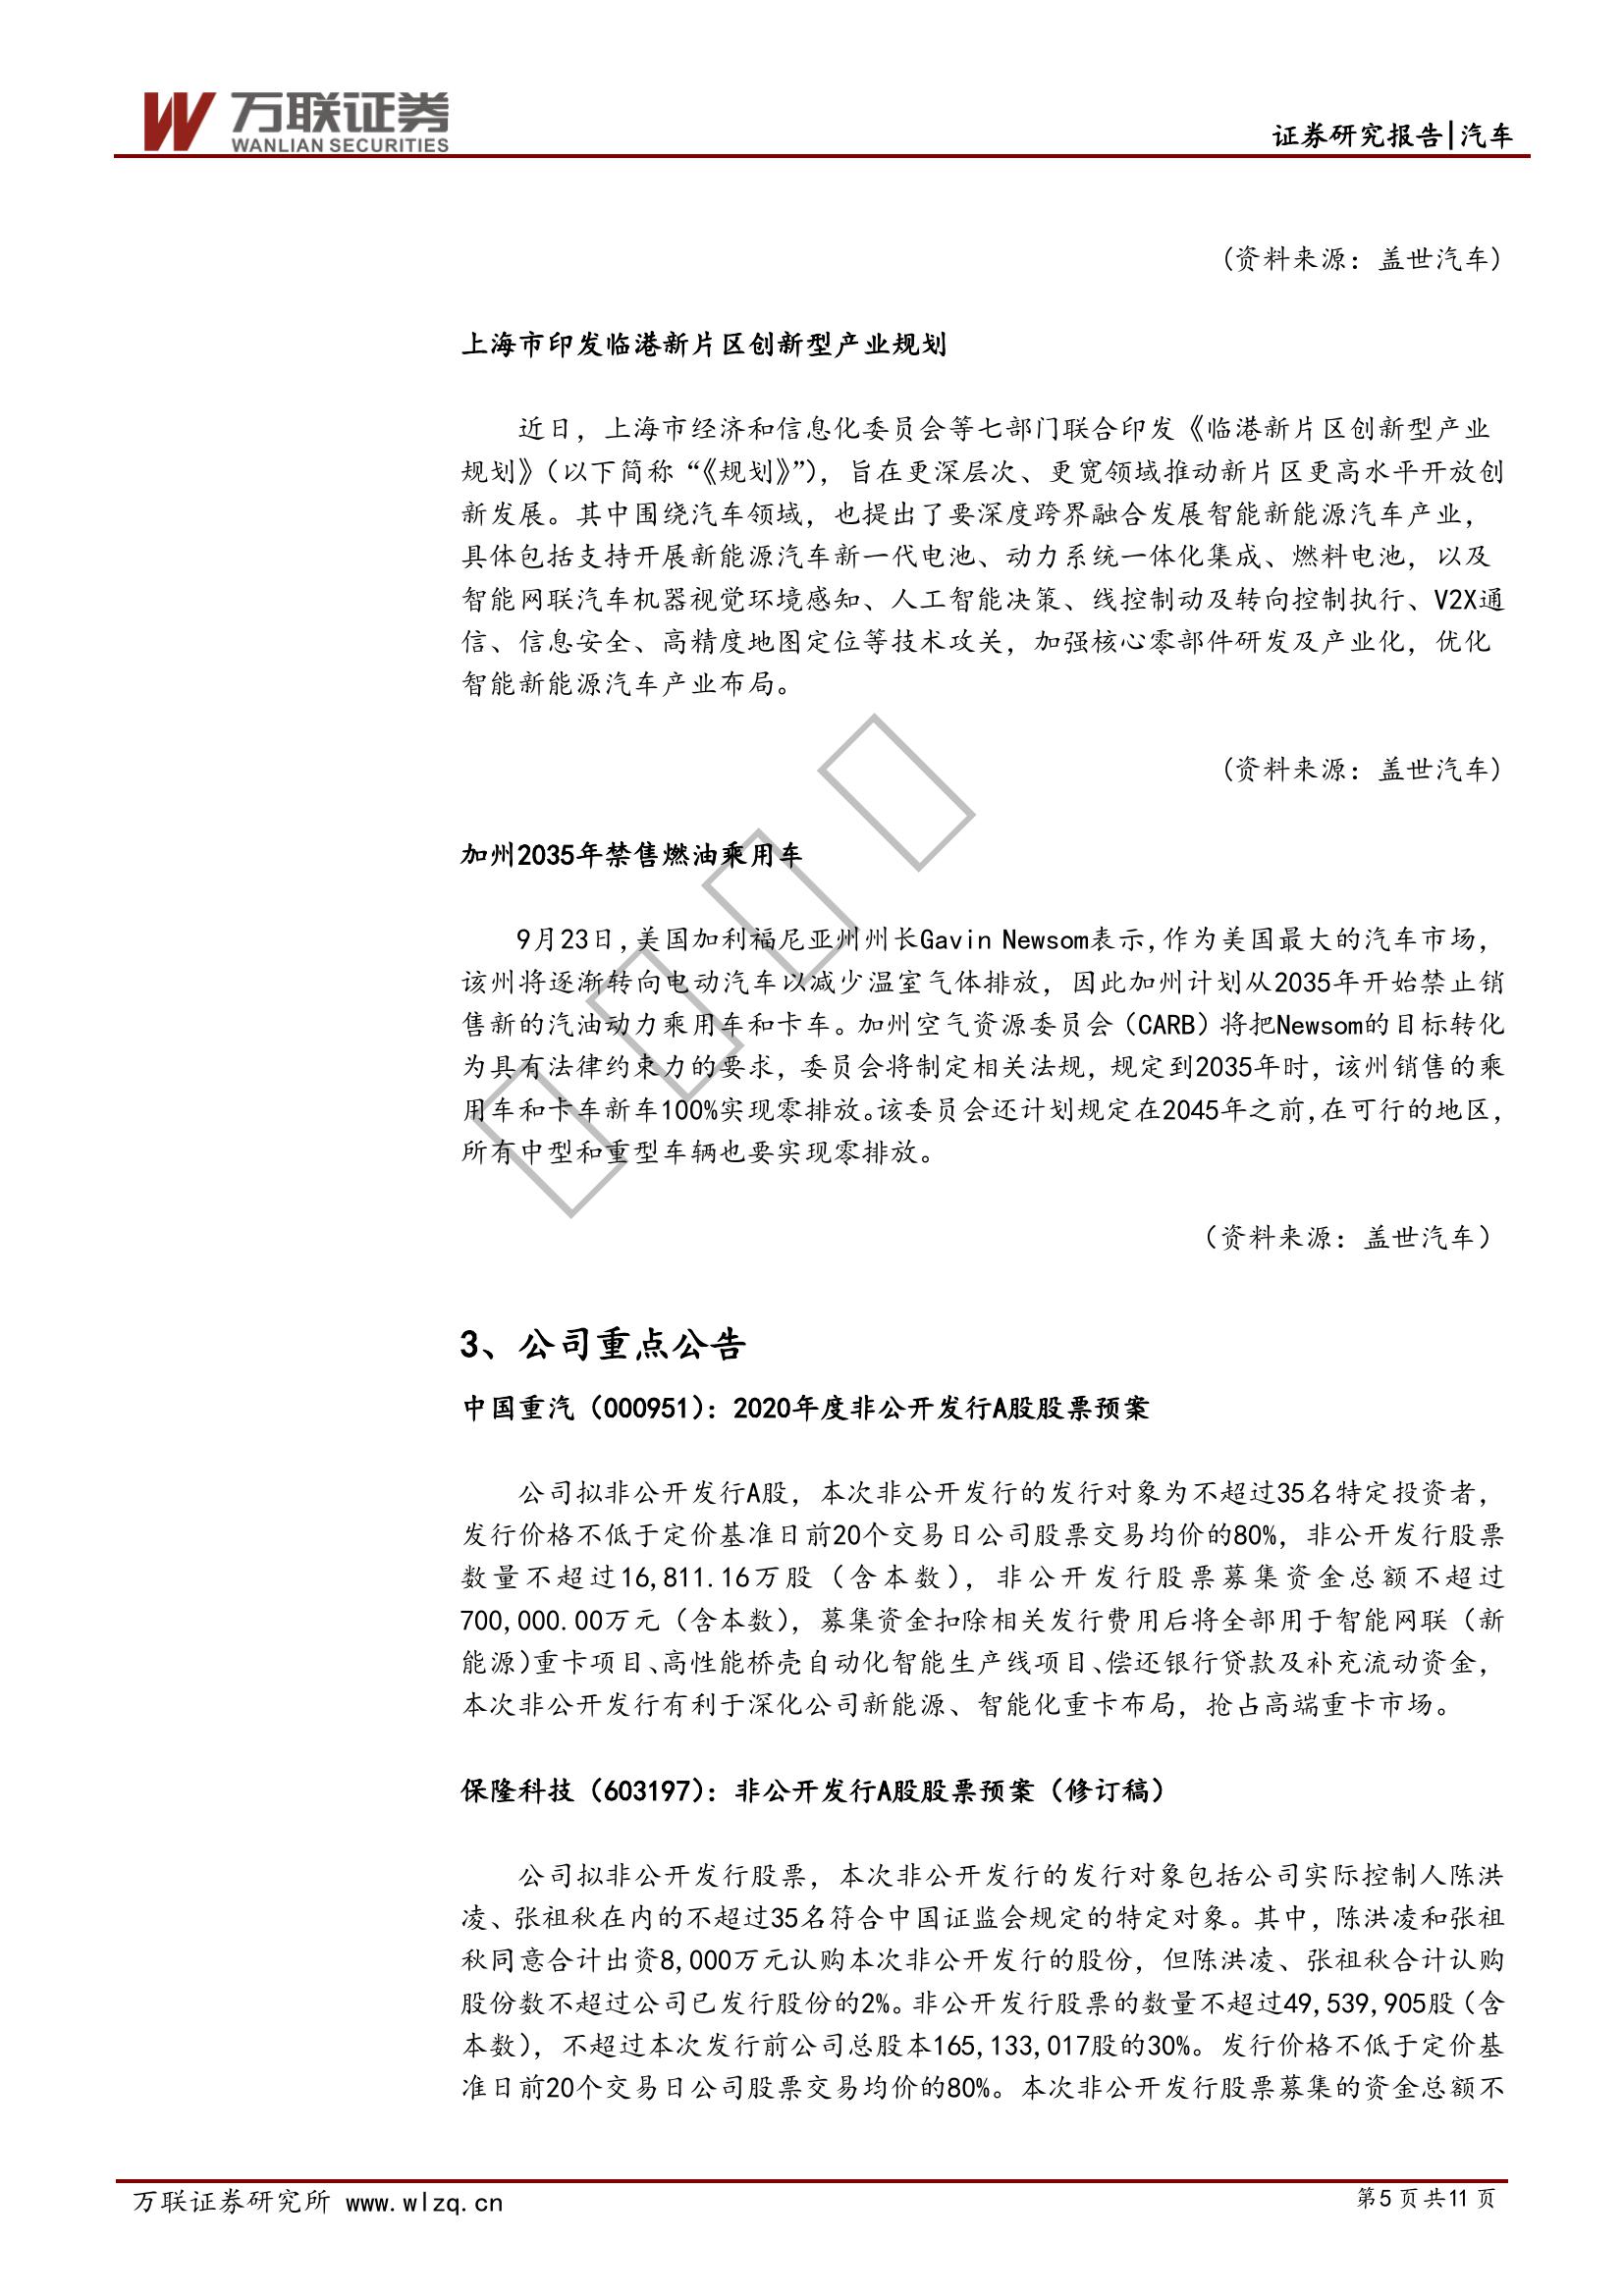 万联证券
WANLIAN SECURITIES
证券研究报告|汽车
(资料来源：盖世汽车)
上海市印发临港新片区创新型产业规划
近日，上海市经济和信息化委员会等七部门联合印发《临港新片区创新型产业
规划》(以下简称“《规划》”)，旨在更深层次、更宽领域推动新片区更高水平开放创
新发展。其中围绕汽车领域，也提出了要深度跨界融合发展智能新能源汽车产业，
具体包括支持开展新能源汽车新一代电池、动力系统一体化集成、燃料电池，以及
智能网联汽车机器视觉环境感知、人工智能决策、线控制动及转向控制执行、V2X通
信、信息安全、高精度地图定位等技术攻关，加强核心零部件研发及产业化，优化
智能新能源汽车产业布局。
(资料来源：盖世汽车)
加州2035年禁售燃油乘用车
9月23日,美国加利福尼亚州州长Gavin Newsom表示,作为美国最大的汽车市场，
该州将逐渐转向电动汽车以减少温室气体排放，因此加州计划从2035年开始禁止销
售新的汽油动力乘用车和卡车。加州空气资源委员会（CARB）将把Newsom的目标转化
为具有法律约束力的要求，委员会将制定相关法规，规定到2035年时，该州销售的乘
用车和卡车新车100%实现零排放。该委员会还计划规定在2045年之前,在可行的地区，
所有中型和重型车辆也要实现零排放。
（资料来源：盖世汽车）
3、公司重点公告
中国重汽（000951）：2020年度非公开发行A股股票预案
公司拟非公开发行A股，本次非公开发行的发行对象为不超过35名特定投资者，
发行价格不低于定价基准日前20个交易日公司股票交易均价的80%，非公开发行股票
数量不超过16,811.16万股（含本数），非公开发行股票募集资金总额不超过
700,000.00万元（含本数），募集资金扣除相关发行费用后将全部用于智能网联（新
能源）重卡项目、高性能桥壳自动化智能生产线项目、偿还银行贷款及补充流动资金，
本次非公开发行有利于深化公司新能源、智能化重卡布局，抢占高端重卡市场。
保隆科技（603197）：非公开发行A股股票预案（修订稿）
公司拟非公开发行股票，本次非公开发行的发行对象包括公司实际控制人陈洪
凌、张祖秋在内的不超过35名符合中国证监会规定的特定对象。其中，陈洪凌和张祖
秋同意合计出资8,000万元认购本次非公开发行的股份，但陈洪凌、张祖秋合计认购
股份数不超过公司已发行股份的2%。非公开发行股票的数量不超过49,539,905股（含
本数），不超过本次发行前公司总股本165,133,017股的30%。发行价格不低于定价基
准日前20个交易日公司股票交易均价的80%。本次非公开发行股票募集的资金总额不
万联证券研究所 www.wlzq.cn
第5 页共11 页